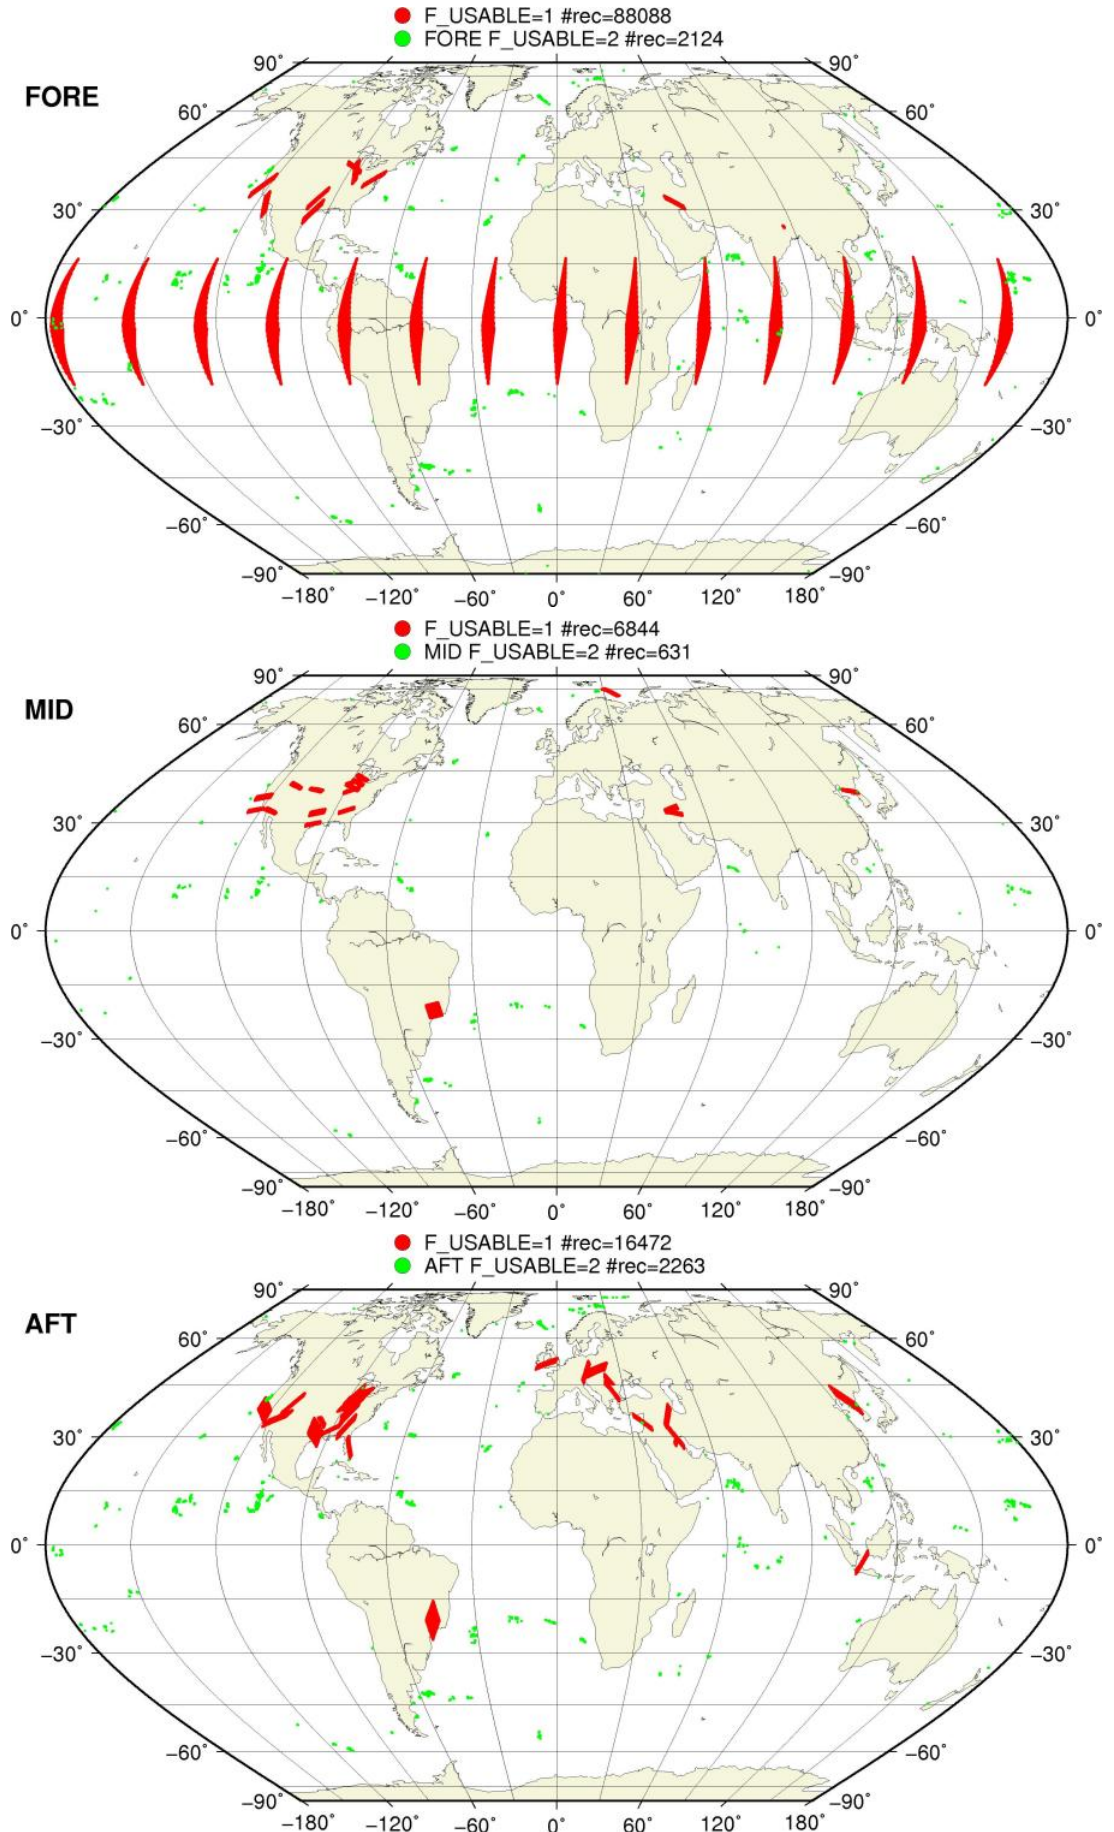 F_USABLE=1 #rec=88088
FORE F_USABLE=2 #rec=2124
FORE
90° 90°
60° 60°
30° 30°
0° 0°
−30° −30°
−60° −60°
−90° −90°
−180° −120° −60° 0° 60° 120° 180°
F_USABLE=1 #rec=6844
MID F_USABLE=2 #rec=631
MID
90° 90°
60° 60°
30° 30°
0° 0°
−30° −30°
−60° −60°
−90° −90°
−180° −120° −60° 0° 60° 120° 180°
F_USABLE=1 #rec=16472
AFT F_USABLE=2 #rec=2263
AFT
90° 90°
60° 60°
30° 30°
0° 0°
−30° −30°
−60° −60°
−90° −90°
−180° −120° −60° 0° 60° 120° 180°